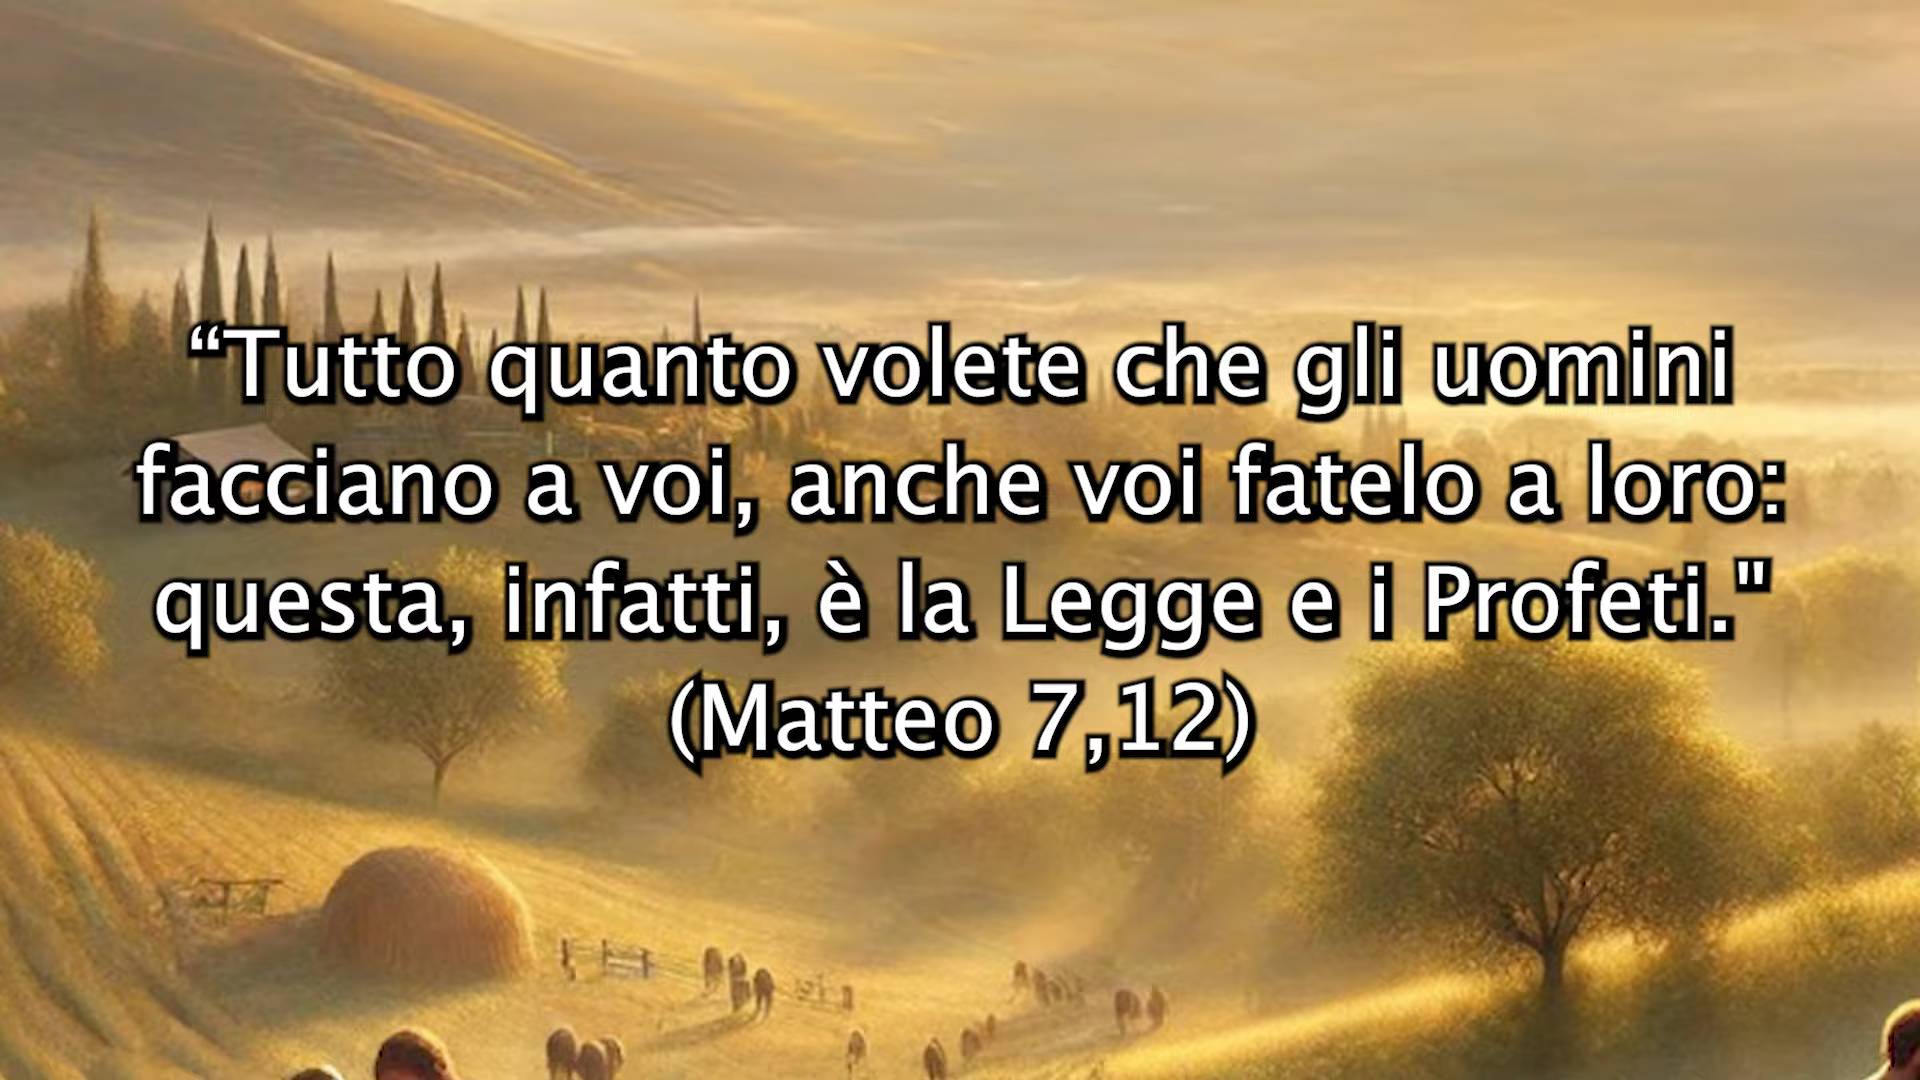 “Tutto quanto volete che gli uomini
facciano a voi, anche voi fatelo a loro:
questa, infatti, è la Legge e i Profeti."
(Matteo 7,12)